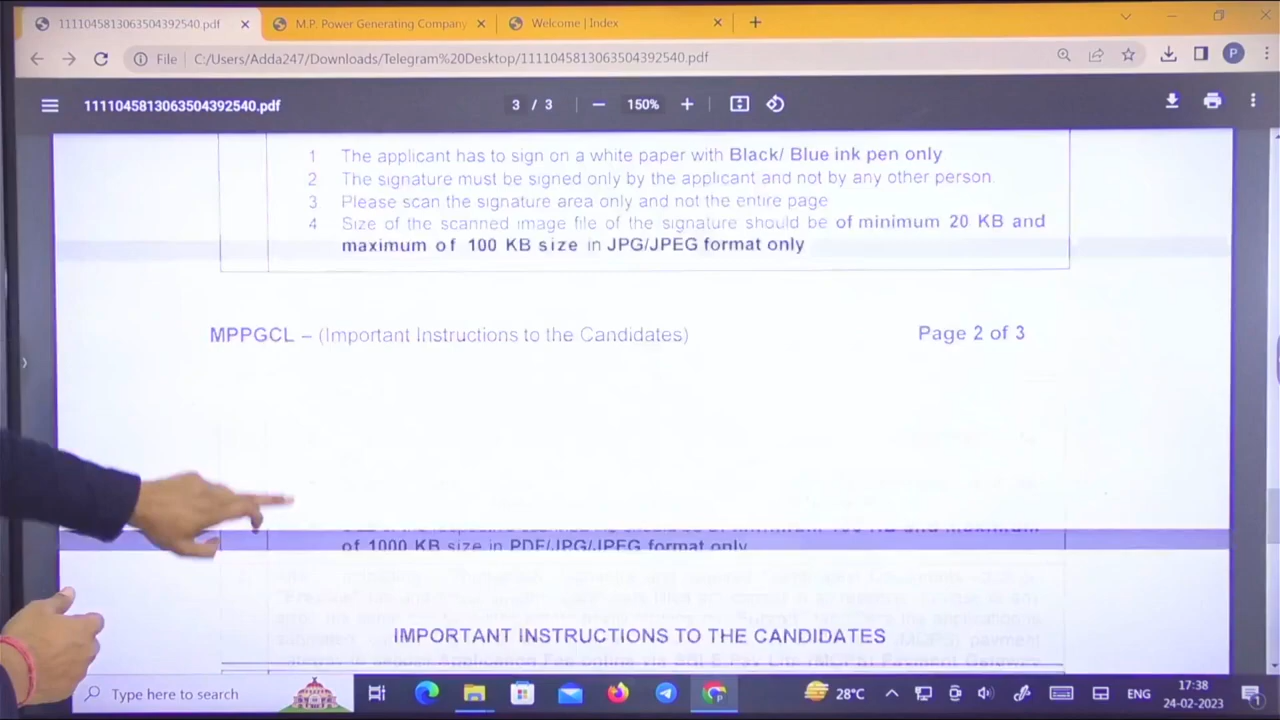 1111045813063504392540.pdf
M.P. Power Generating Company
Welcome | Index
File
C:/Users/Adda247/Downloads/Telegram%20Desktop/1111045813063504392540.pdf
P
1111045813063504392540.pdf
3 / 3
150%
1 The applicant has to sign on a white paper with Black/ Blue ink pen only
2 The signature must be signed only by the applicant and not by any other person.
3 Please scan the signature area only and not the entire page
4 Size of the scanned image file of the signature should be of minimum 20 KB and
maximum of 100 KB size in JPG/JPEG format only
MPPGCL – (Important Instructions to the Candidates)
Page 2 of 3
of 1000 KB size in PDF/JPG/JPEG format only
IMPORTANT INSTRUCTIONS TO THE CANDIDATES
Type here to search
28°C
ENG
17:38
24-02-2023
1